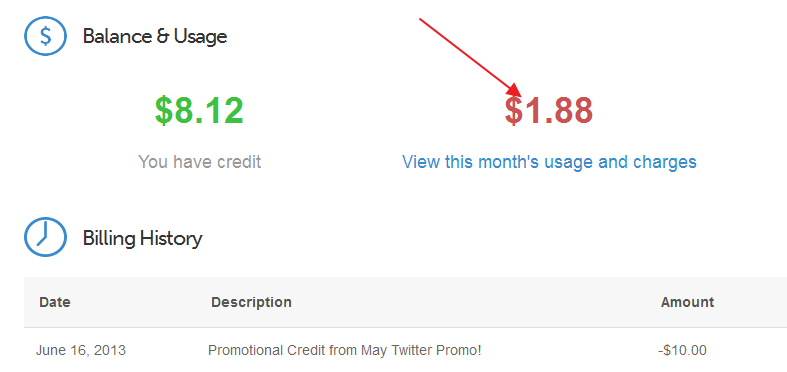 $ Balance & Usage
$8.12 $1.88
You have credit View this month's usage and charges
Billing History
Date Description Amount
June 16, 2013 Promotional Credit from May Twitter Promo! -$10.00